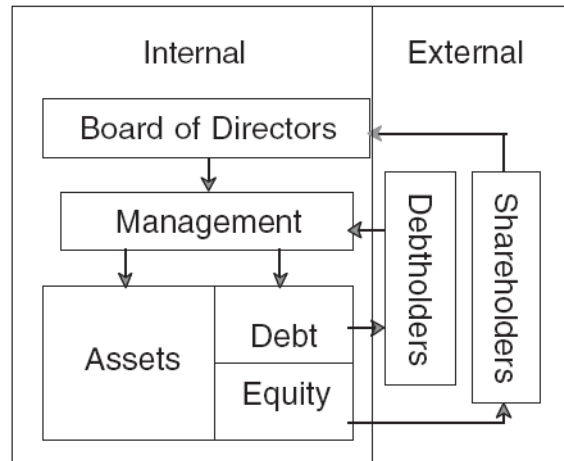 Internal
External
Board of Directors
Management
Debtholders
Shareholders
Assets
Debt
Equity